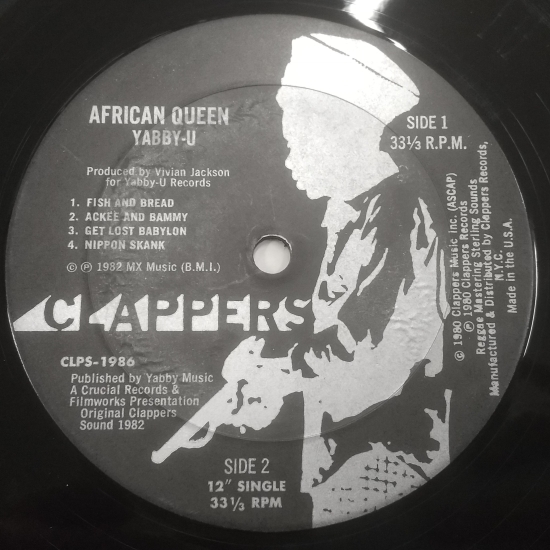 AFRICAN QUEEN
YABBY-U
SIDE 1
33⅓ R.P.M.
Produced by Vivian Jackson
for Yabby-U Records
1. FISH AND BREAD
2. ACKEE AND BAMMY
3. GET LOST BABYLON
4. NIPPON SKANK
© ℗ 1982 MX Music (B.M.I.)
CLAPPERS
CLPS-1986
Published by Yabby Music
A Crucial Records &
Filmworks Presentation
Original Clappers
Sound 1982
SIDE 2
12" SINGLE
33⅓ RPM
© 1980 Clappers Music Inc. (ASCAP)
℗ 1980 Clappers Records
Reggae Mastering Sterling Sounds
Manufactured & Distributed by Clappers Records,
N.Y.C.
Made in the U.S.A.